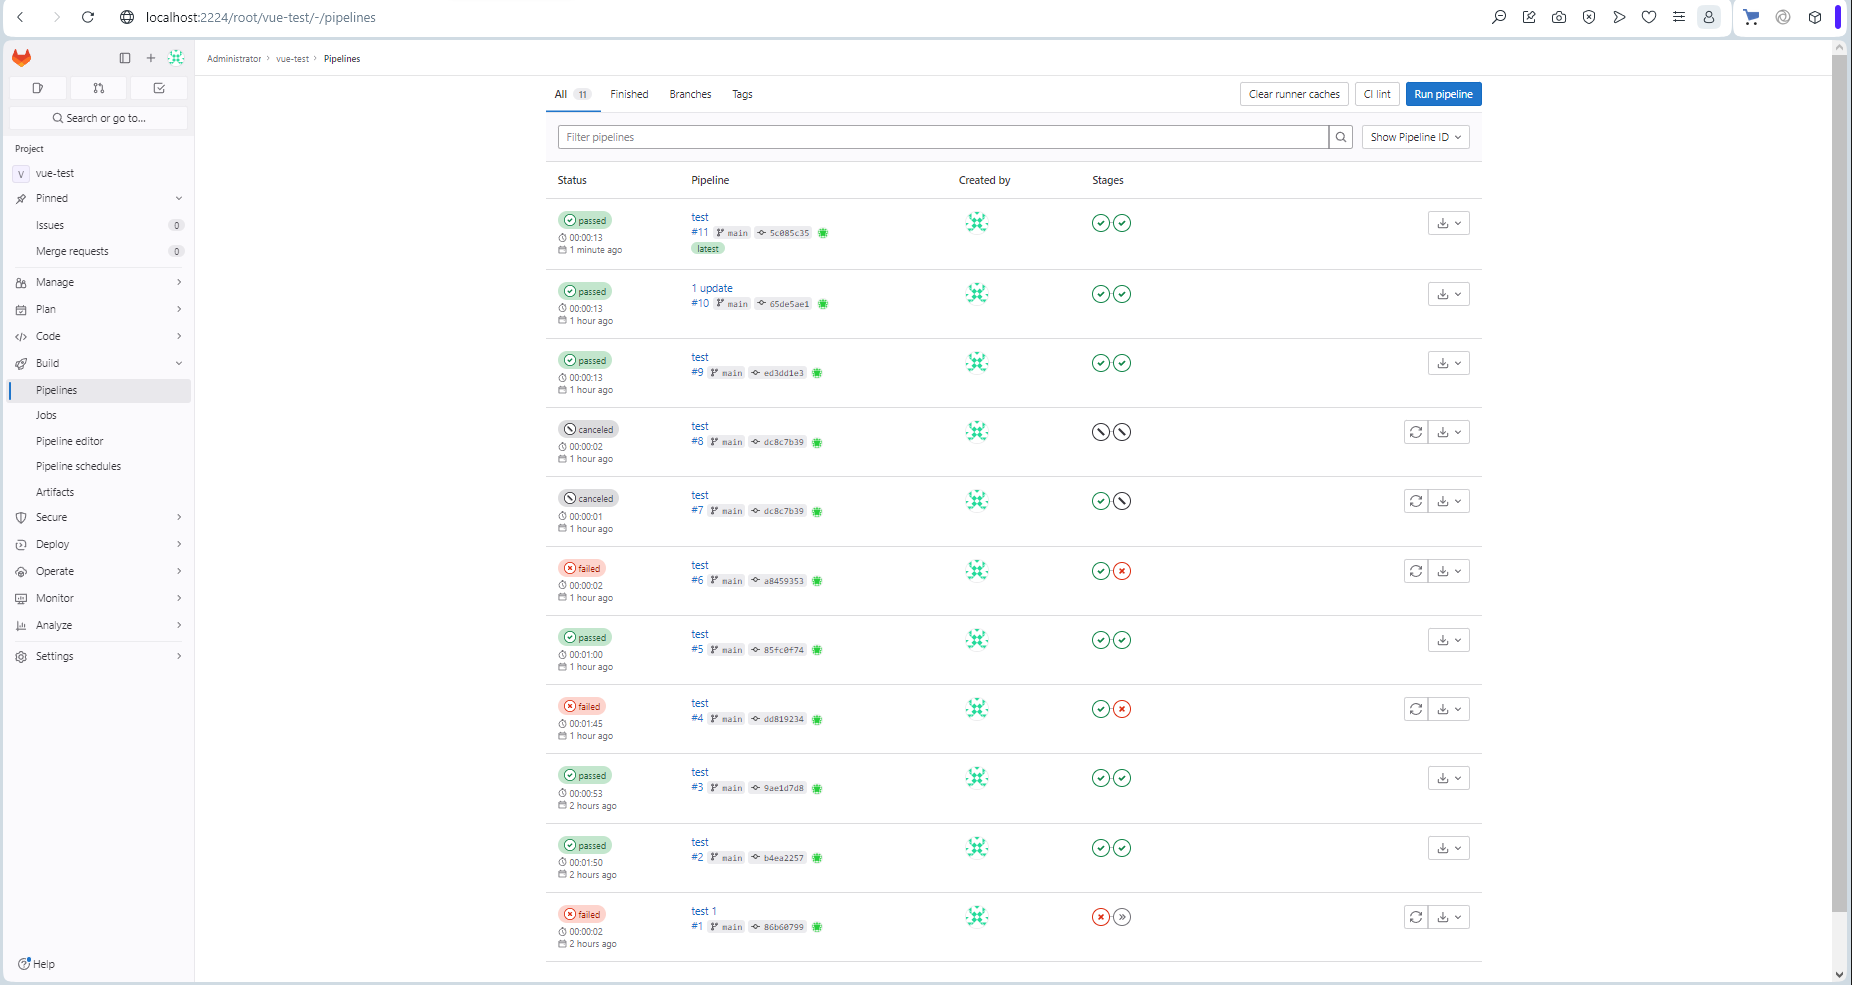 localhost:2224/root/vue-test/-/pipelines
Administrator › vue-test › Pipelines
Search or go to...
Project
V vue-test
Pinned
Issues 0
Merge requests 0
Manage
Plan
Code
Build
Pipelines
Jobs
Pipeline editor
Pipeline schedules
Artifacts
Secure
Deploy
Operate
Monitor
Analyze
Settings
Help
All 11 Finished Branches Tags
Clear runner caches CI lint Run pipeline
Filter pipelines
Show Pipeline ID
Status Pipeline Created by Stages
passed
00:00:13
1 minute ago
test
#11 main 5c085c35
latest
passed
00:00:13
1 hour ago
1 update
#10 main 65de5ae1
passed
00:00:13
1 hour ago
test
#9 main ed3dd1e3
canceled
00:00:02
1 hour ago
test
#8 main dc8c7b39
canceled
00:00:01
1 hour ago
test
#7 main dc8c7b39
failed
00:00:02
1 hour ago
test
#6 main a8459353
passed
00:01:00
1 hour ago
test
#5 main 85fc0f74
failed
00:01:45
1 hour ago
test
#4 main dd819234
passed
00:00:53
2 hours ago
test
#3 main 9ae1d7d8
passed
00:01:50
2 hours ago
test
#2 main b4ea2257
failed
00:00:02
2 hours ago
test 1
#1 main 86b60799